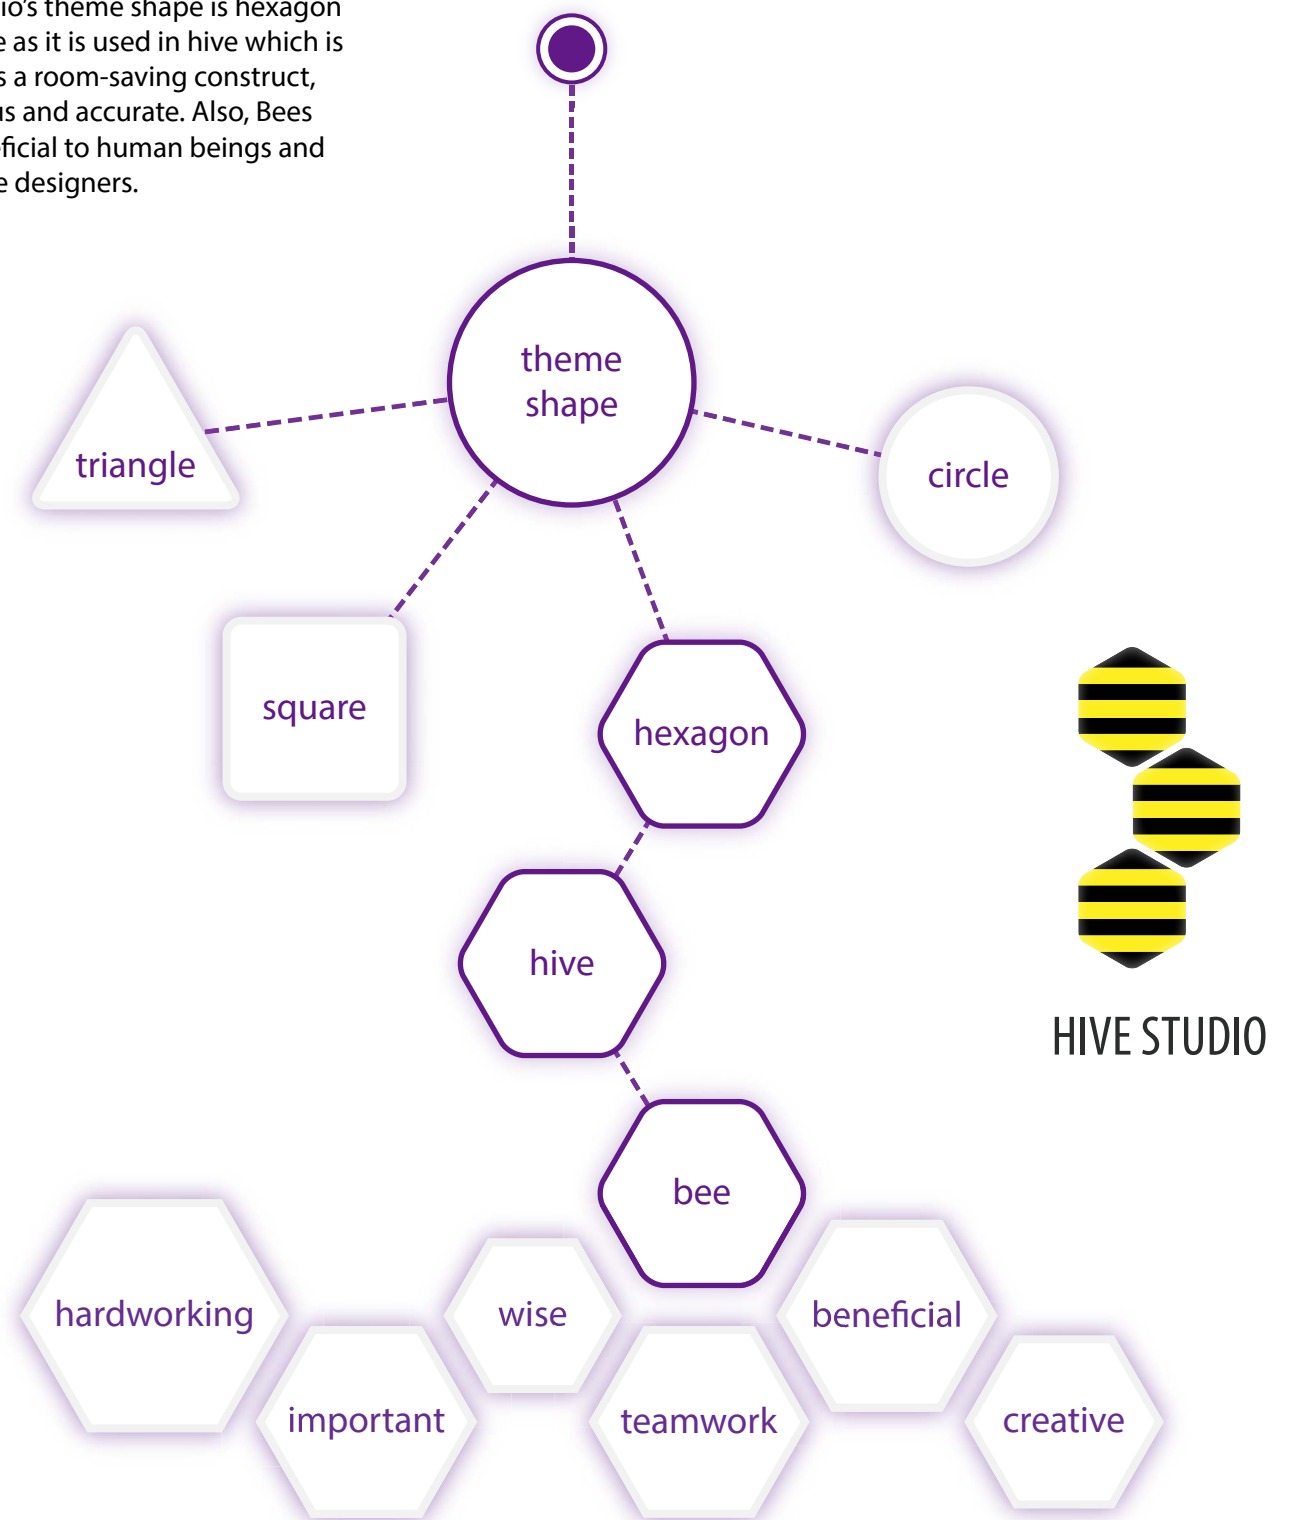 io's theme shape is hexagon
e as it is used in hive which is
s a room-saving construct,
us and accurate. Also, Bees
eficial to human beings and
e designers.
theme
shape
triangle
circle
square
hexagon
hive
HIVE STUDIO
bee
hardworking
wise
beneficial
important
teamwork
creative